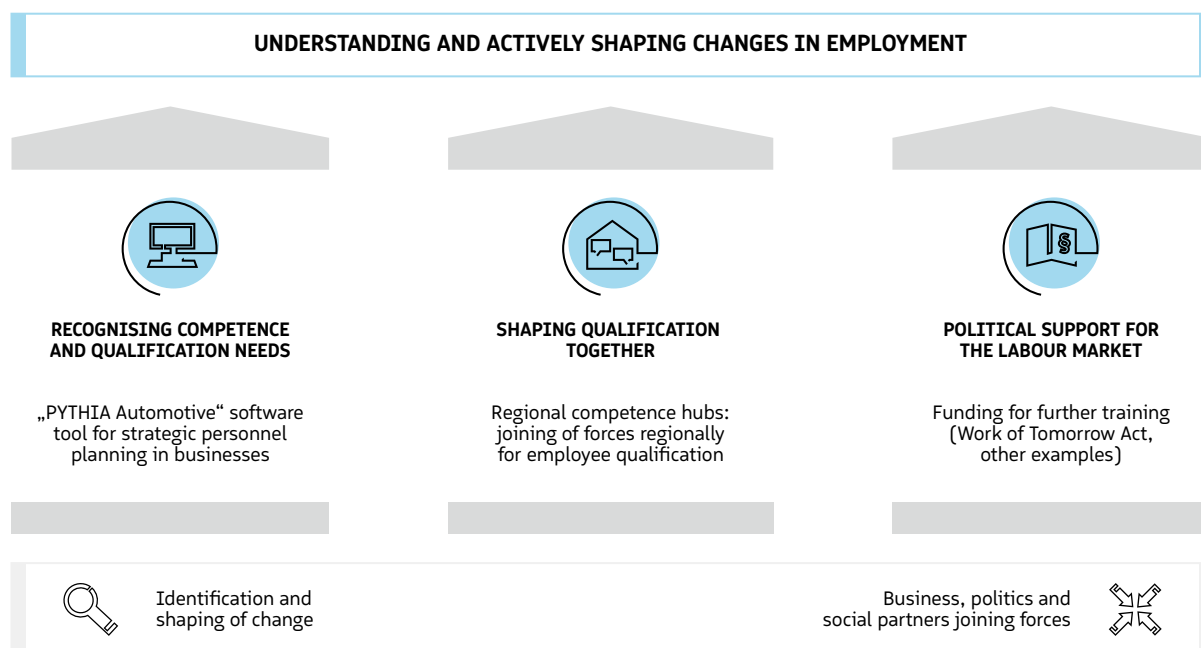 UNDERSTANDING AND ACTIVELY SHAPING CHANGES IN EMPLOYMENT
RECOGNISING COMPETENCE
AND QUALIFICATION NEEDS
„PYTHIA Automotive“ software
tool for strategic personnel
planning in businesses
SHAPING QUALIFICATION
TOGETHER
Regional competence hubs:
joining of forces regionally
for employee qualification
§
POLITICAL SUPPORT FOR
THE LABOUR MARKET
Funding for further training
(Work of Tomorrow Act,
other examples)
Identification and
shaping of change
Business, politics and
social partners joining forces